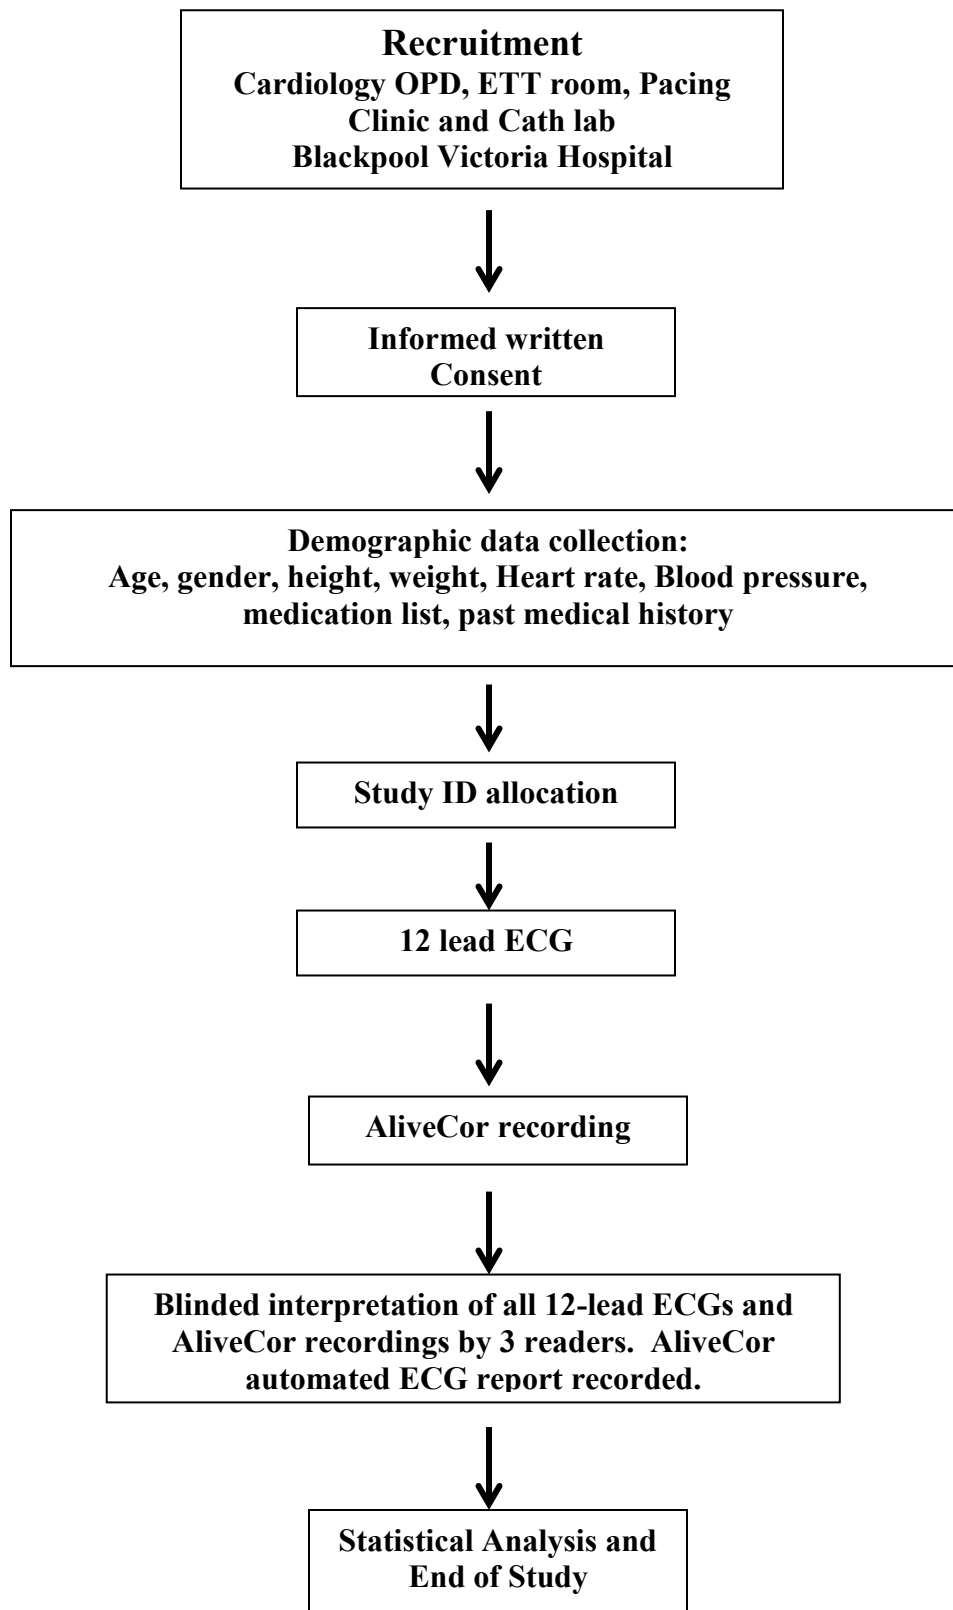 Recruitment
Cardiology OPD, ETT room, Pacing
Clinic and Cath lab
Blackpool Victoria Hospital
Informed written
Consent
Demographic data collection:
Age, gender, height, weight, Heart rate, Blood pressure,
medication list, past medical history
Study ID allocation
12 lead ECG
AliveCor recording
Blinded interpretation of all 12-lead ECGs and
AliveCor recordings by 3 readers.  AliveCor
automated ECG report recorded.
Statistical Analysis and
End of Study